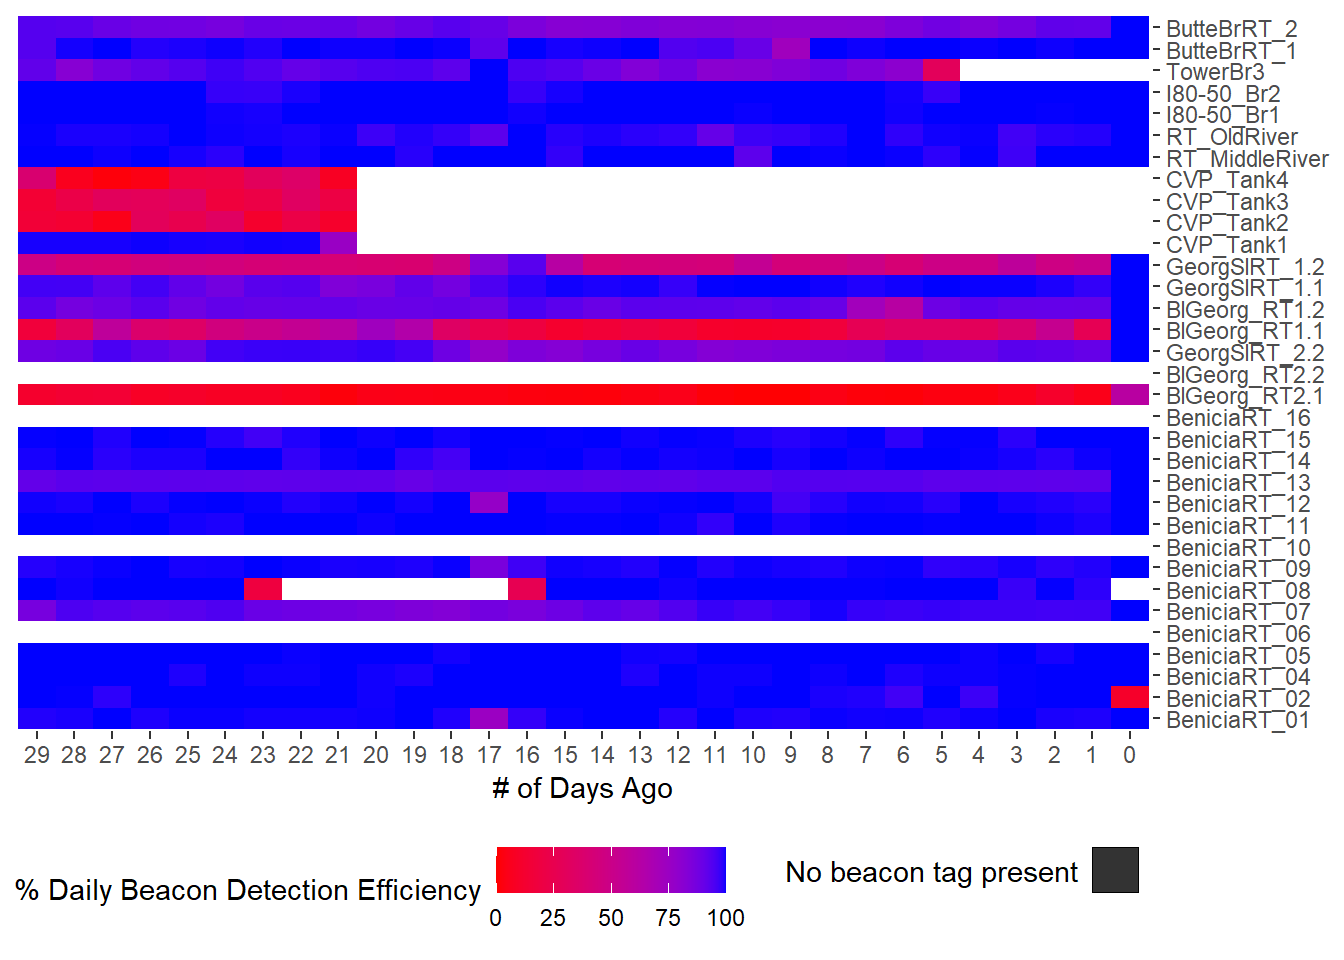 ButteBrRT_2
ButteBrRT_1
TowerBr3
I80-50_Br2
I80-50_Br1
RT_OldRiver
RT_MiddleRiver
CVP_Tank4
CVP_Tank3
CVP_Tank2
CVP_Tank1
GeorgSlRT_1.2
GeorgSlRT_1.1
BlGeorg_RT1.2
BlGeorg_RT1.1
GeorgSlRT_2.2
BlGeorg_RT2.2
BlGeorg_RT2.1
BeniciaRT_16
BeniciaRT_15
BeniciaRT_14
BeniciaRT_13
BeniciaRT_12
BeniciaRT_11
BeniciaRT_10
BeniciaRT_09
BeniciaRT_08
BeniciaRT_07
BeniciaRT_06
BeniciaRT_05
BeniciaRT_04
BeniciaRT_02
BeniciaRT_01
29 28 27 26 25 24 23 22 21 20 19 18 17 16 15 14 13 12 11 10 9 8 7 6 5 4 3 2 1 0
# of Days Ago
% Daily Beacon Detection Efficiency
0 25 50 75 100
No beacon tag present